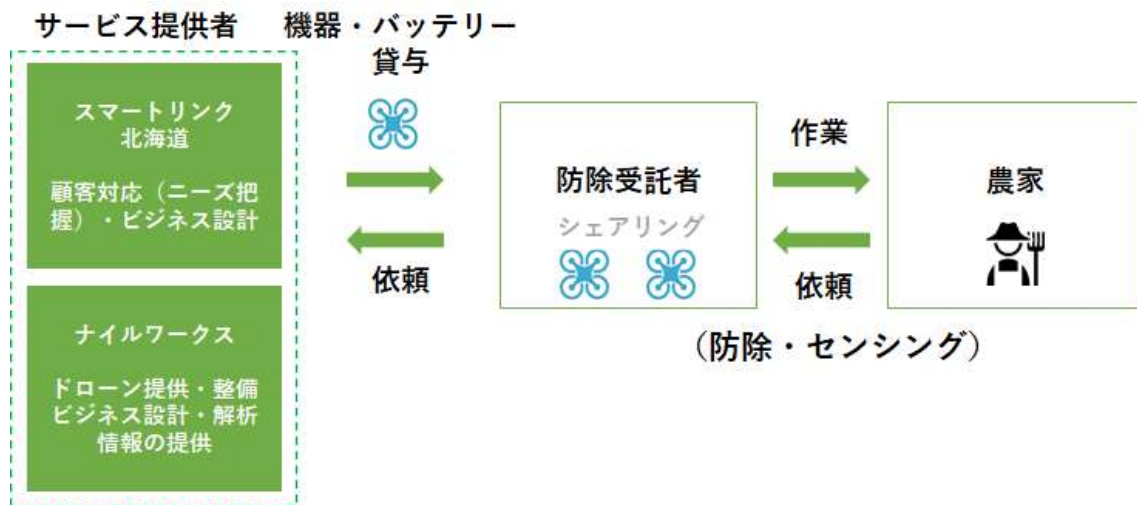 サービス提供者
機器・バッテリー
貸与
スマートリンク
北海道
顧客対応（ニーズ把
握）・ビジネス設計
ナイルワークス
ドローン提供・整備
ビジネス設計・解析
情報の提供
依頼
防除受託者
シェアリング
作業
依頼
農家
（防除・センシング）